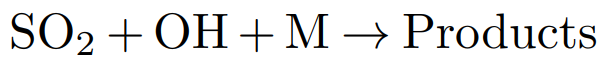 SO₂ + OH + M → Products